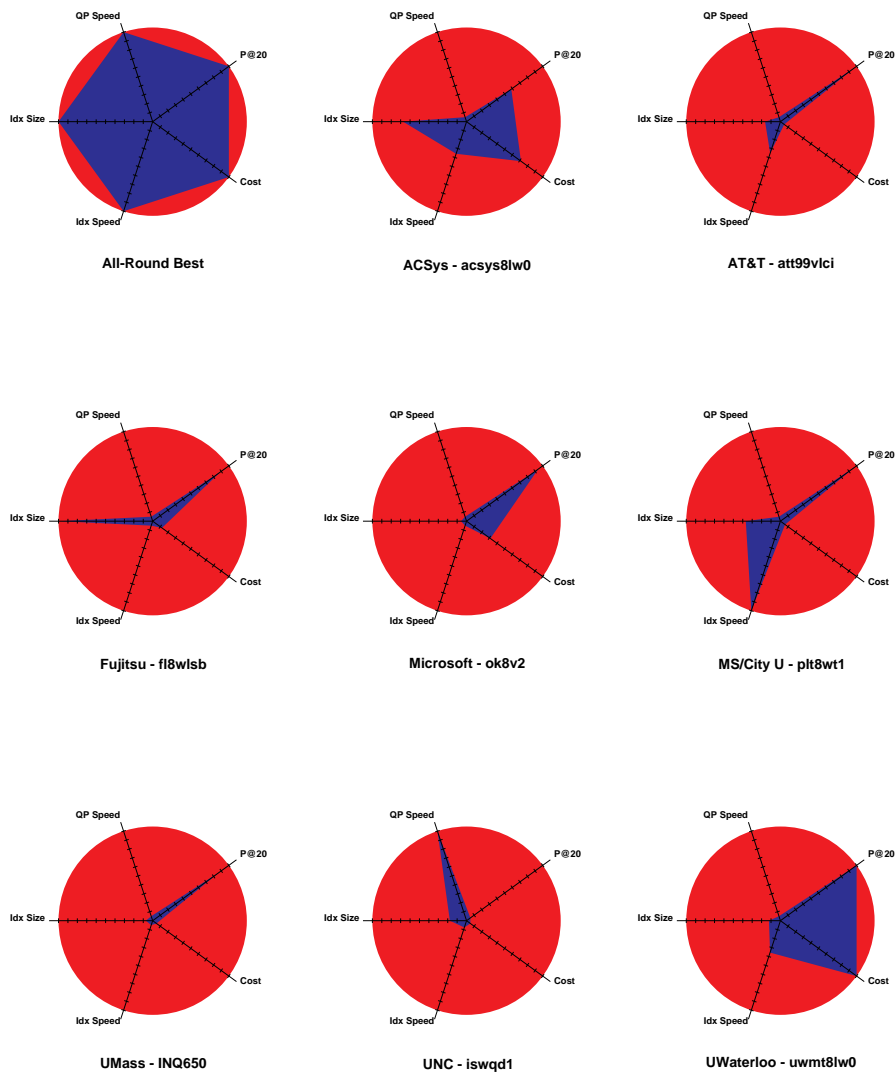 QP Speed
P@20
Idx Size
Cost
Idx Speed
All-Round Best
QP Speed
P@20
Idx Size
Cost
Idx Speed
ACSys - acsys8lw0
QP Speed
P@20
Idx Size
Cost
Idx Speed
AT&T - att99vlci
QP Speed
P@20
Idx Size
Cost
Idx Speed
Fujitsu - fl8wlsb
QP Speed
P@20
Idx Size
Cost
Idx Speed
Microsoft - ok8v2
QP Speed
P@20
Idx Size
Cost
Idx Speed
MS/City U - plt8wt1
QP Speed
P@20
Idx Size
Cost
Idx Speed
UMass - INQ650
QP Speed
P@20
Idx Size
Cost
Idx Speed
UNC - iswqd1
QP Speed
P@20
Idx Size
Cost
Idx Speed
UWaterloo - uwmt8lw0